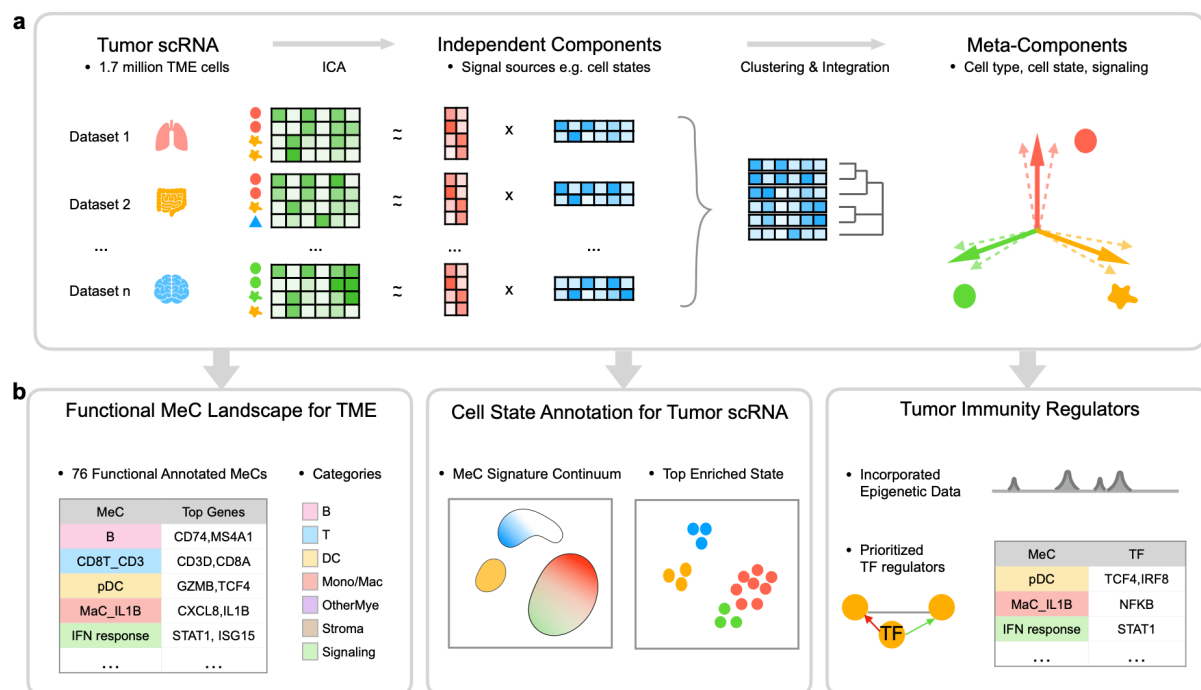 a
Tumor scRNA
Independent Components
Meta-Components
• 1.7 million TME cells
ICA
• Signal sources e.g. cell states
Clustering & Integration
• Cell type, cell state, signaling
Dataset 1
≈
x
Dataset 2
≈
x
...
...
...
...
Dataset n
≈
x
b
Functional MeC Landscape for TME
• 76 Functional Annotated MeCs
• Categories
MeC
Top Genes
B
CD74,MS4A1
CD8T_CD3
CD3D,CD8A
pDC
GZMB,TCF4
MaC_IL1B
CXCL8,IL1B
IFN response
STAT1, ISG15
...
...
B
T
DC
Mono/Mac
OtherMye
Stroma
Signaling
Cell State Annotation for Tumor scRNA
• MeC Signature Continuum
• Top Enriched State
Tumor Immunity Regulators
• Incorporated
Epigenetic Data
• Prioritized
TF regulators
TF
MeC
TF
pDC
TCF4,IRF8
MaC_IL1B
NFKB
IFN response
STAT1
...
...